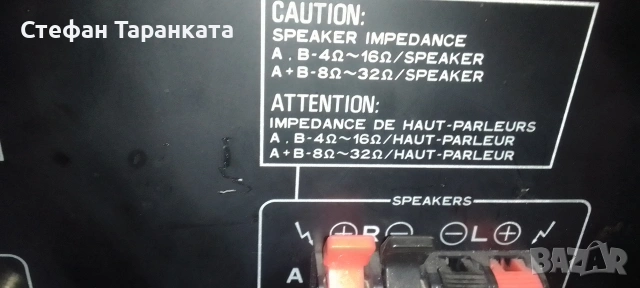 Стефан Таранката
CAUTION:
SPEAKER IMPEDANCE
A , B-4Ω~16Ω/SPEAKER
A+B-8Ω~32Ω/SPEAKER
ATTENTION:
IMPEDANCE DE HAUT-PARLEURS
A , B-4Ω~16Ω/HAUT-PARLEUR
A+B-8Ω~32Ω/HAUT-PARLEUR
SPEAKERS
+ R − − L +
A
BAZAR